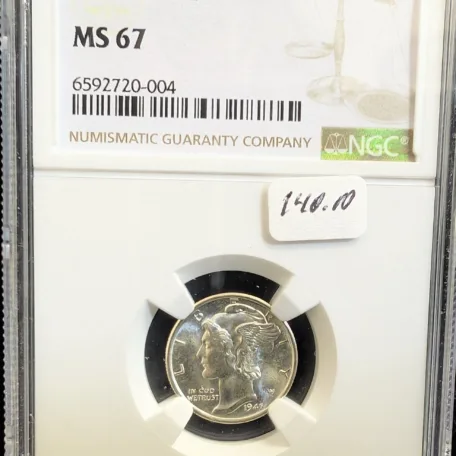 MS 67
6592720-004
NUMISMATIC GUARANTY COMPANY
NGC®
140.00
LIBERTY
IN GOD
WE TRUST